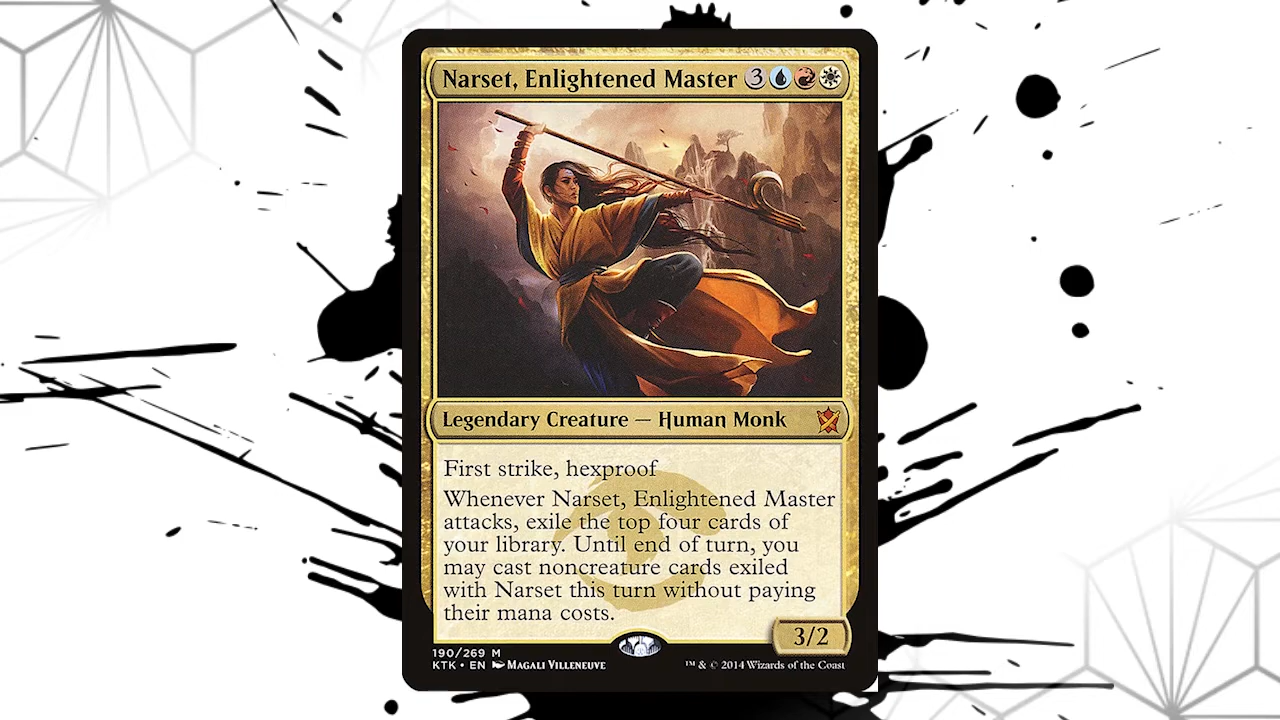 Narset, Enlightened Master 3
Legendary Creature — Human Monk
First strike, hexproof
Whenever Narset, Enlightened Master
attacks, exile the top four cards of
your library. Until end of turn, you
may cast noncreature cards exiled
with Narset this turn without paying
their mana costs.
3/2
190/269 M
KTK • EN Magali Villeneuve
™ & © 2014 Wizards of the Coast